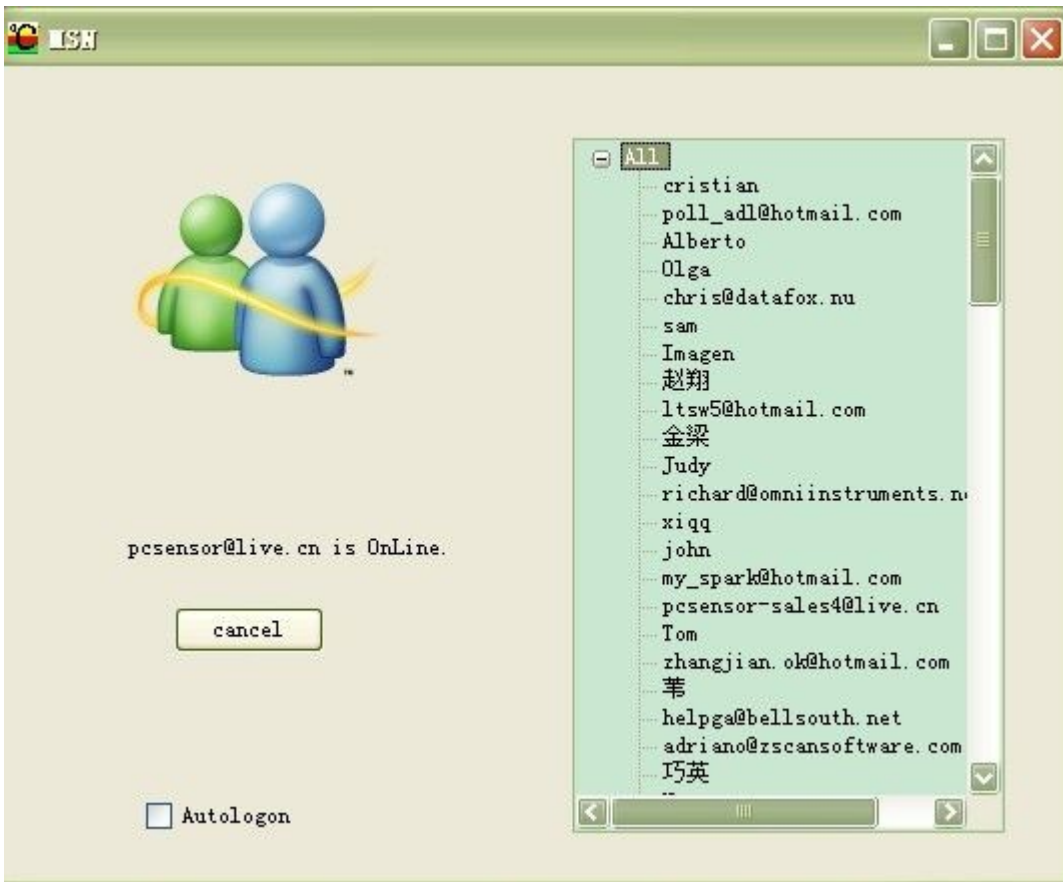 °C MSN
pcsensor@live.cn is OnLine.
cancel
Autologon
All
cristian
poll_adl@hotmail.com
Alberto
Olga
chris@datafox.nu
sam
Imagen
赵翔
ltsw5@hotmail.com
金梁
Judy
richard@omniinstruments.n
xiqq
john
my_spark@hotmail.com
pcsensor-sales4@live.cn
Tom
zhangjian.ok@hotmail.com
苇
helpga@bellsouth.net
adriano@zscansoftware.com
巧英